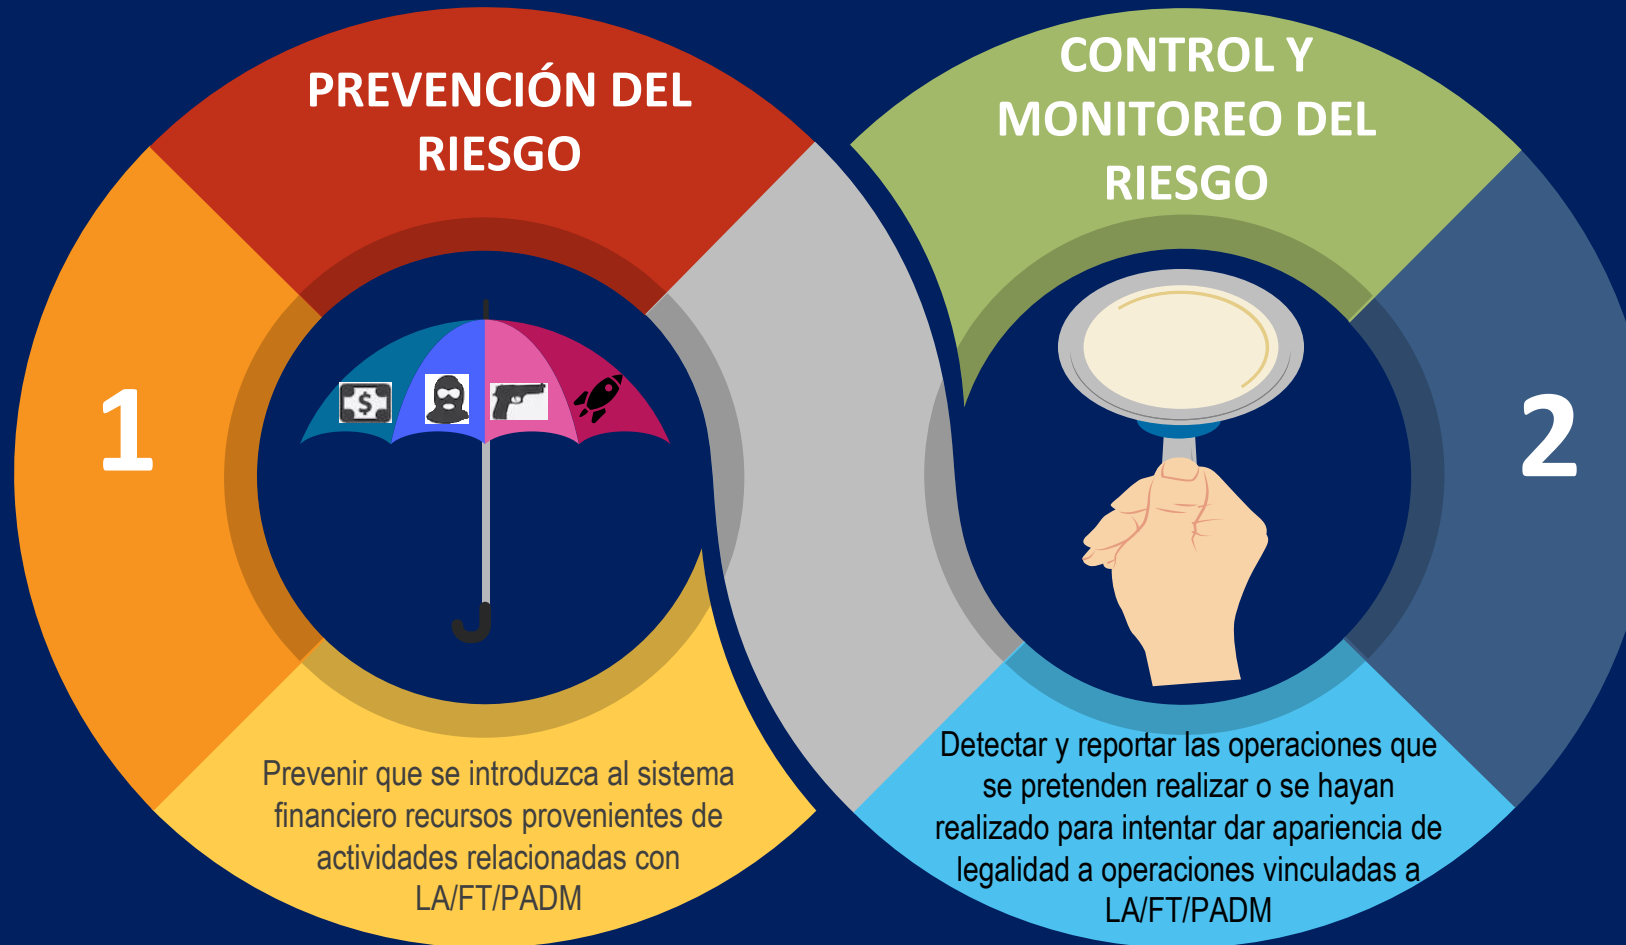 PREVENCIÓN DEL
RIESGO
1
$
Prevenir que se introduzca al sistema
financiero recursos provenientes de
actividades relacionadas con
LA/FT/PADM
CONTROL Y
MONITOREO DEL
RIESGO
2
Detectar y reportar las operaciones que
se pretenden realizar o se hayan
realizado para intentar dar apariencia de
legalidad a operaciones vinculadas a
LA/FT/PADM